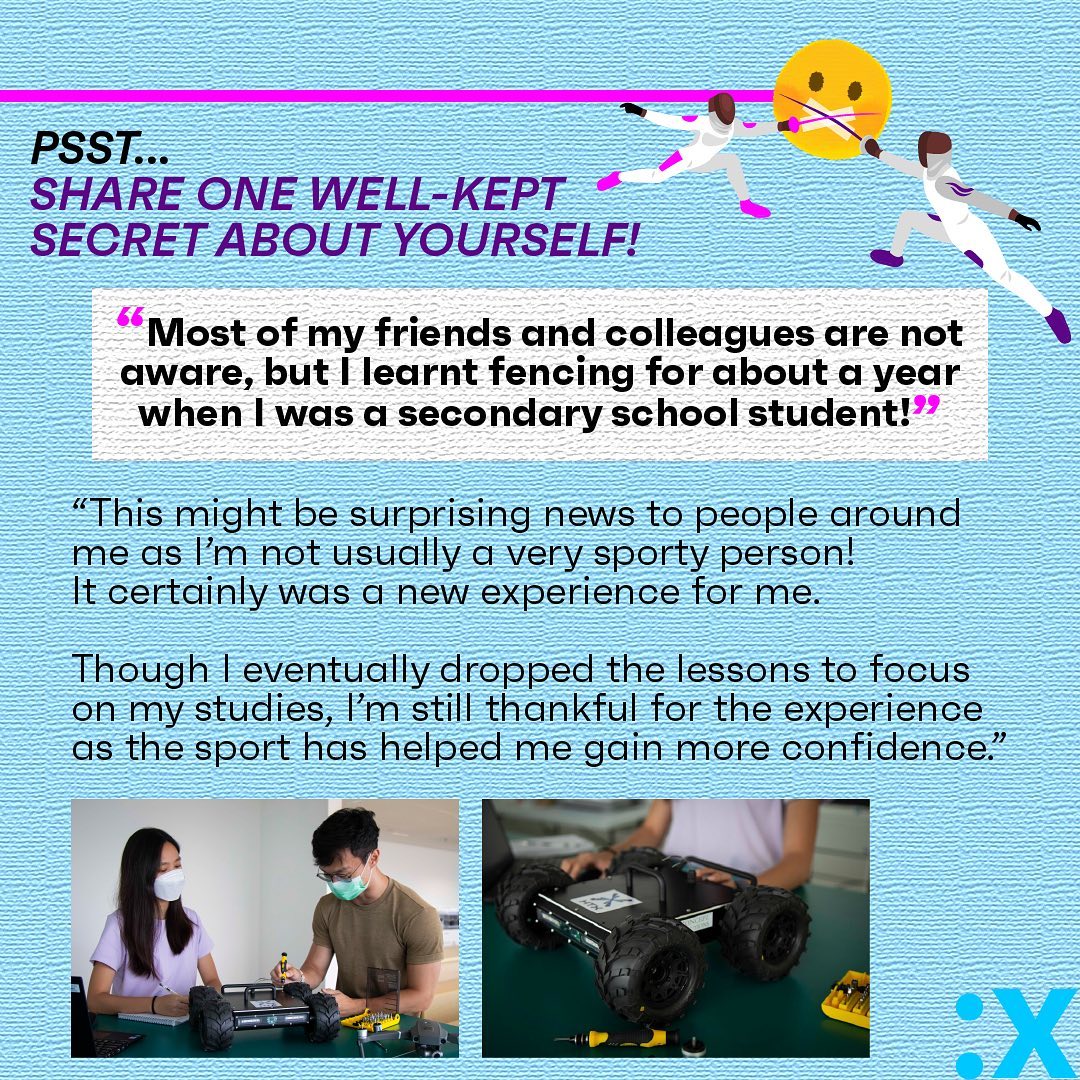 PSST...
SHARE ONE WELL-KEPT
SECRET ABOUT YOURSELF!
“Most of my friends and colleagues are not
aware, but I learnt fencing for about a year
when I was a secondary school student!”
“This might be surprising news to people around
me as I’m not usually a very sporty person!
It certainly was a new experience for me.
Though I eventually dropped the lessons to focus
on my studies, I’m still thankful for the experience
as the sport has helped me gain more confidence.”
:X